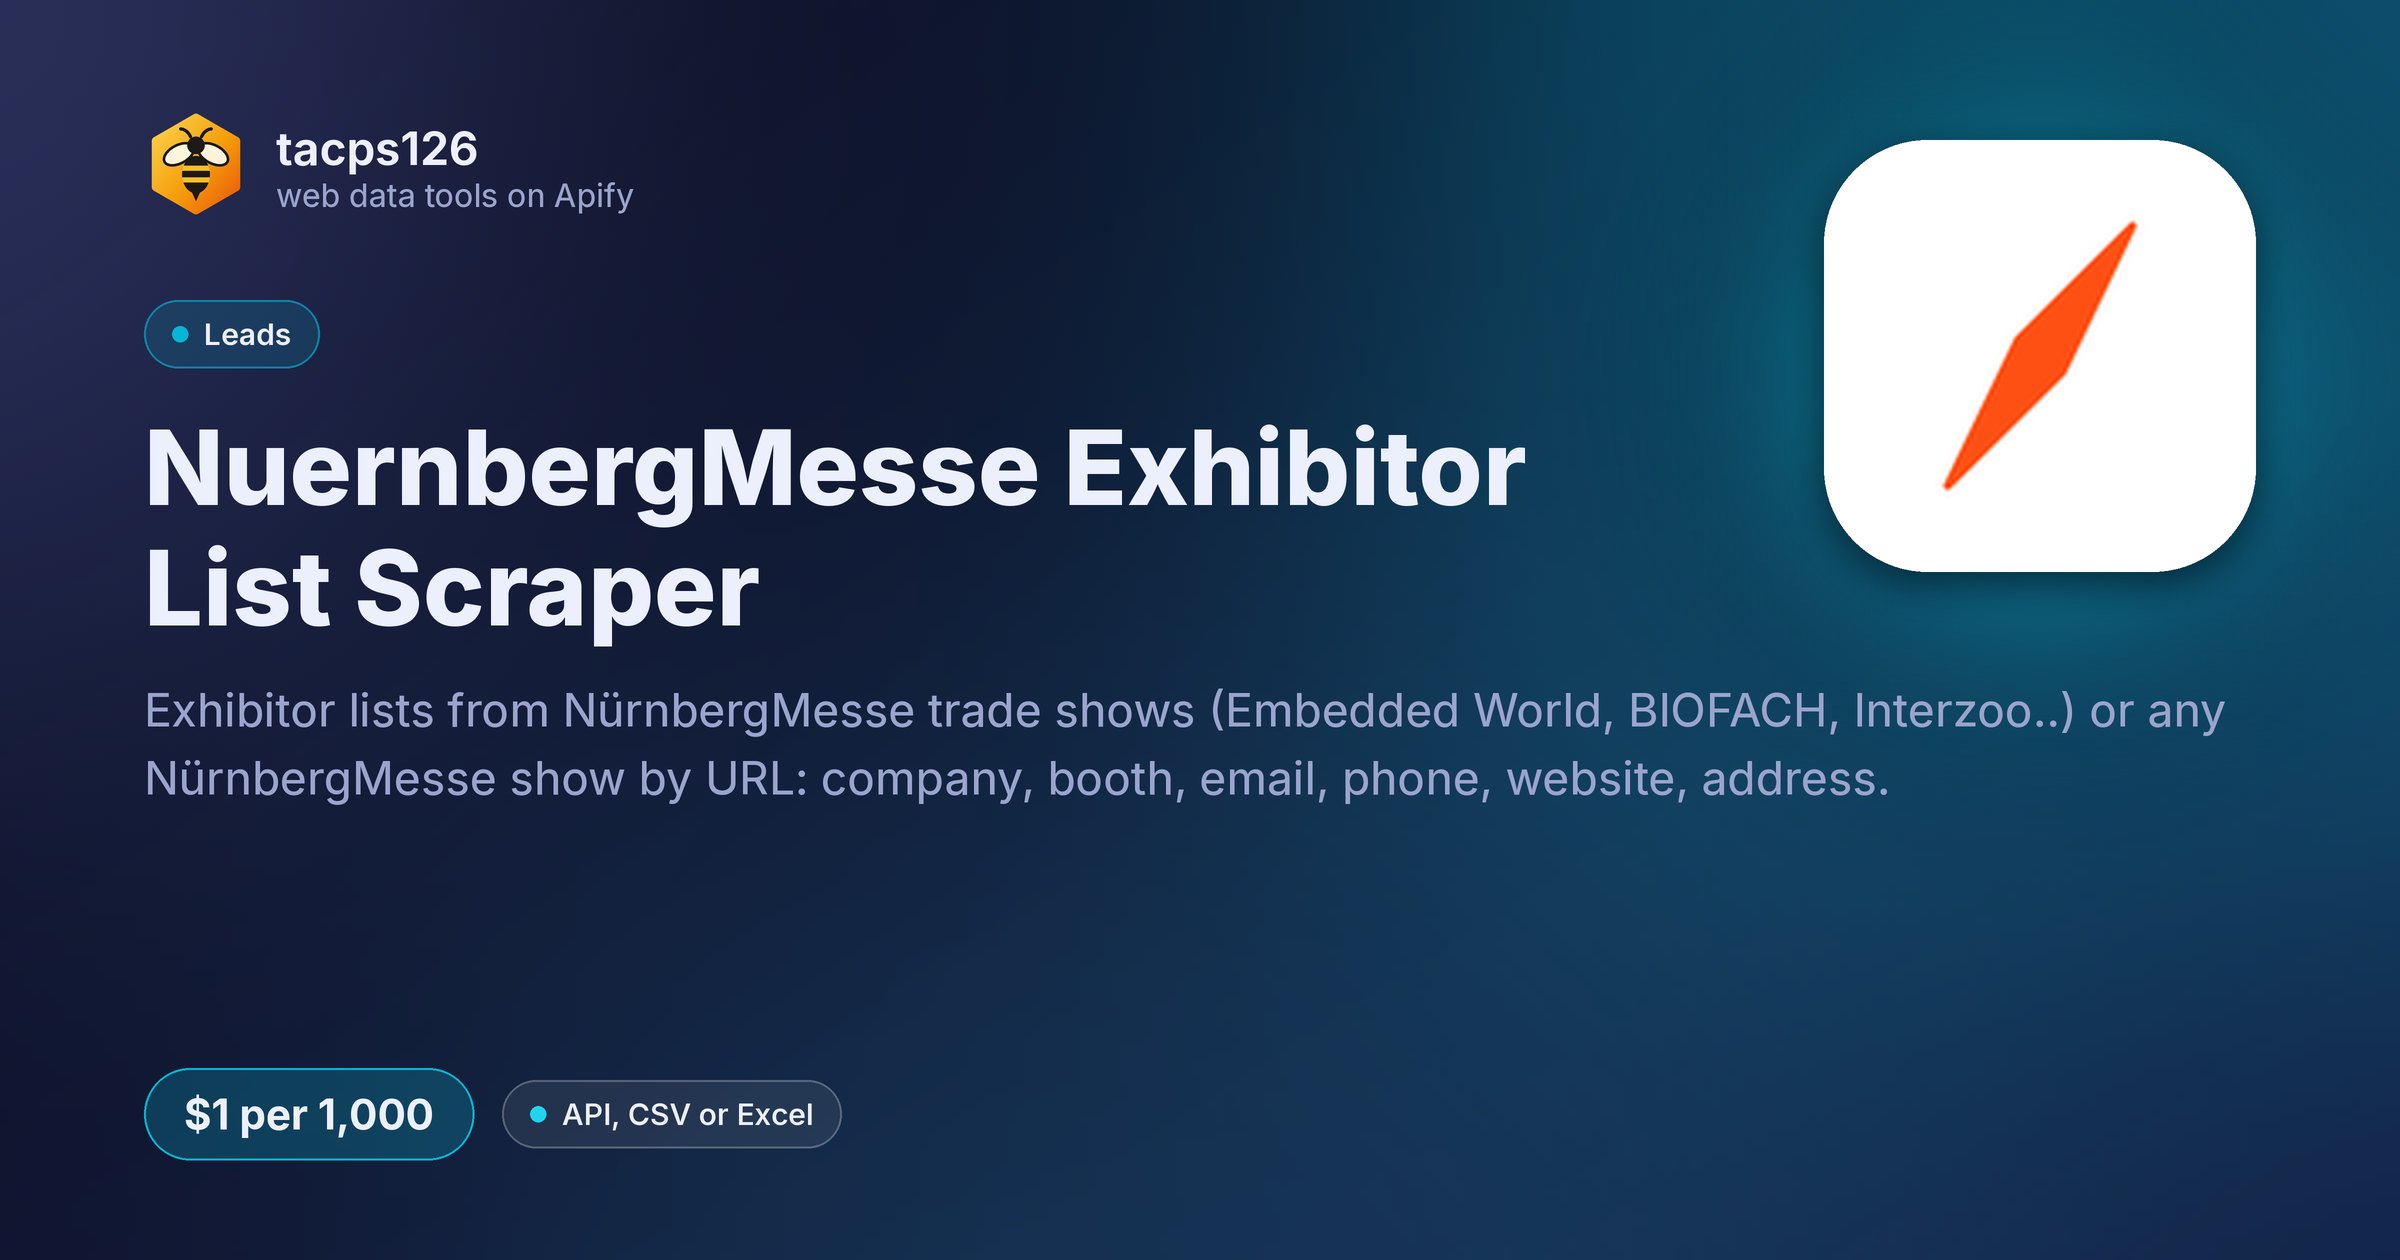 tacps126
web data tools on Apify
Leads
NuernbergMesse Exhibitor
List Scraper
Exhibitor lists from NürnbergMesse trade shows (Embedded World, BIOFACH, Interzoo..) or any
NürnbergMesse show by URL: company, booth, email, phone, website, address.
$1 per 1,000
API, CSV or Excel